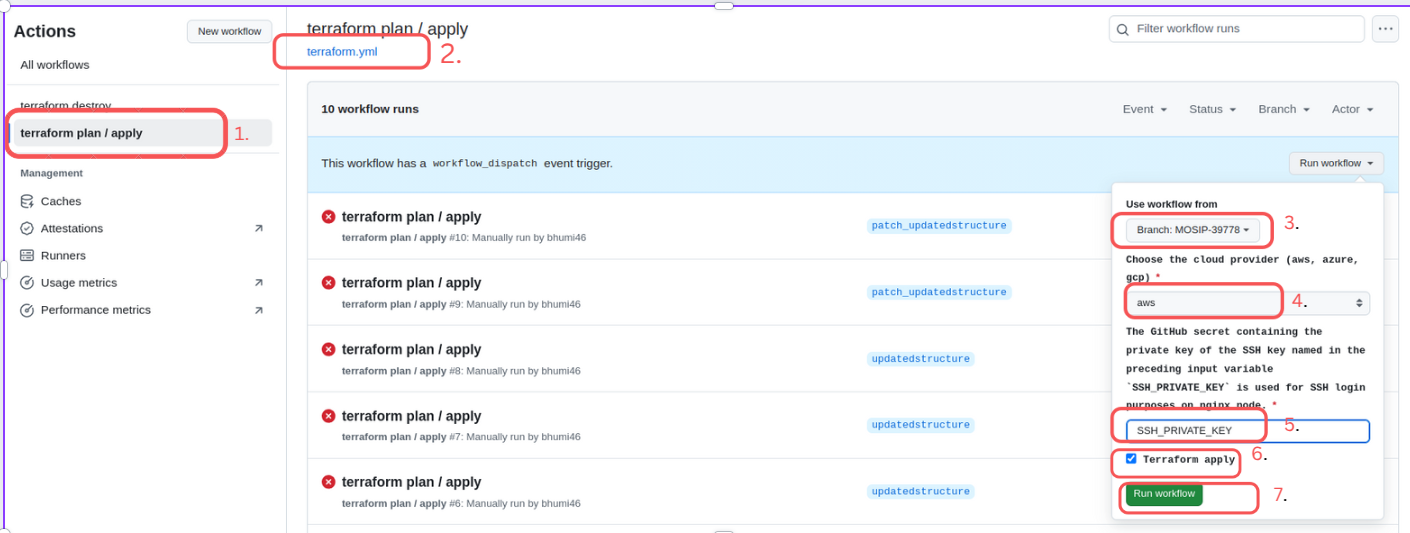 Actions
New workflow
All workflows
terraform destroy
terraform plan / apply
1.
Management
Caches
Attestations
Runners
Usage metrics
Performance metrics
terraform plan / apply
terraform.yml
2.
Filter workflow runs
10 workflow runs
Event
Status
Branch
Actor
This workflow has a workflow_dispatch event trigger.
Run workflow
terraform plan / apply
terraform plan / apply #10: Manually run by bhumi46
patch_updatedstructure
terraform plan / apply
terraform plan / apply #9: Manually run by bhumi46
patch_updatedstructure
terraform plan / apply
terraform plan / apply #8: Manually run by bhumi46
updatedstructure
terraform plan / apply
terraform plan / apply #7: Manually run by bhumi46
updatedstructure
terraform plan / apply
terraform plan / apply #6: Manually run by bhumi46
updatedstructure
Use workflow from
Branch: MOSIP-39778
3.
Choose the cloud provider (aws, azure,
gcp) *
aws
4.
The GitHub secret containing the
private key of the SSH key named in the
preceding input variable
`SSH_PRIVATE_KEY` is used for SSH login
purposes on nginx node. *
SSH_PRIVATE_KEY
5.
Terraform apply
6.
Run workflow
7.